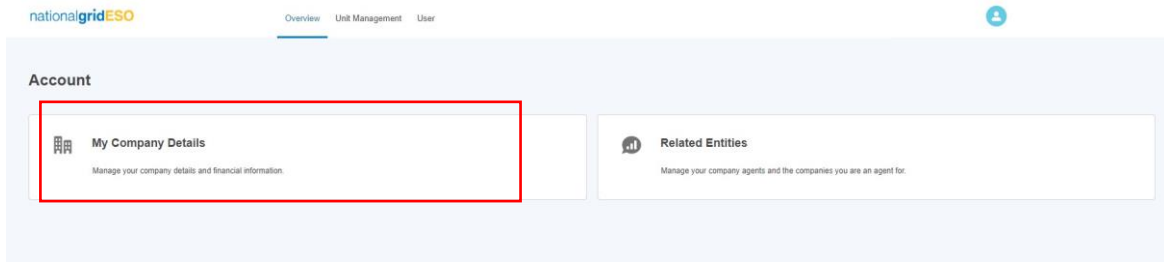 nationalgridESO
Overview Unit Management User
Account
My Company Details
Manage your company details and financial information.
Related Entities
Manage your company agents and the companies you are an agent for.